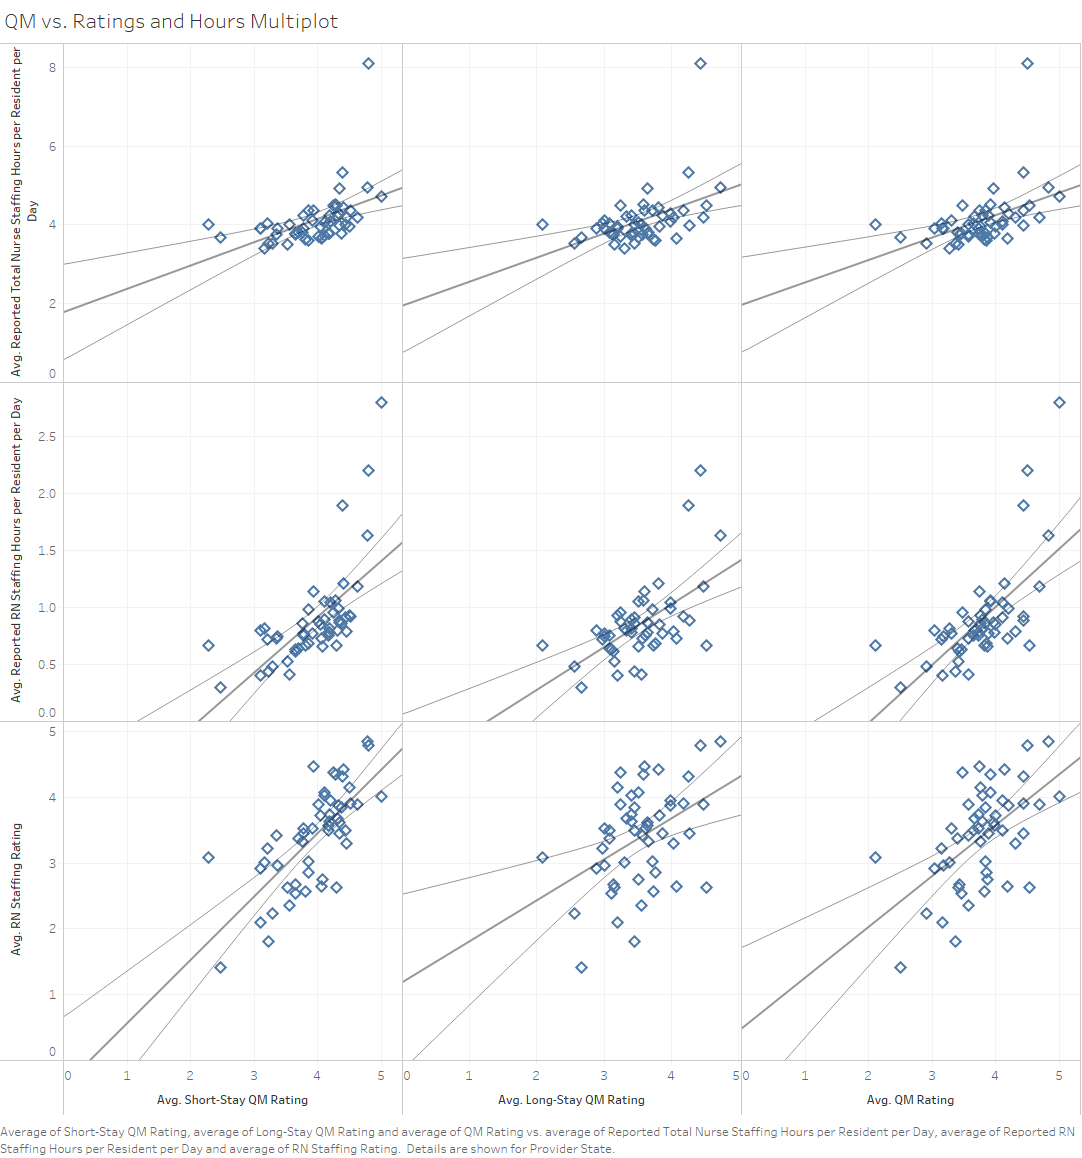 QM vs. Ratings and Hours Multiplot
Avg. Reported Total Nurse Staffing Hours per Resident per
Day
8
6
4
2
0
Avg. Reported RN Staffing Hours per Resident per Day
2.5
2.0
1.5
1.0
0.5
0.0
Avg. RN Staffing Rating
5
4
3
2
1
0
0 1 2 3 4 5 0 1 2 3 4 5 0 1 2 3 4 5
Avg. Short-Stay QM Rating Avg. Long-Stay QM Rating Avg. QM Rating
Average of Short-Stay QM Rating, average of Long-Stay QM Rating and average of QM Rating vs. average of Reported Total Nurse Staffing Hours per Resident per Day, average of Reported RN
Staffing Hours per Resident per Day and average of RN Staffing Rating. Details are shown for Provider State.